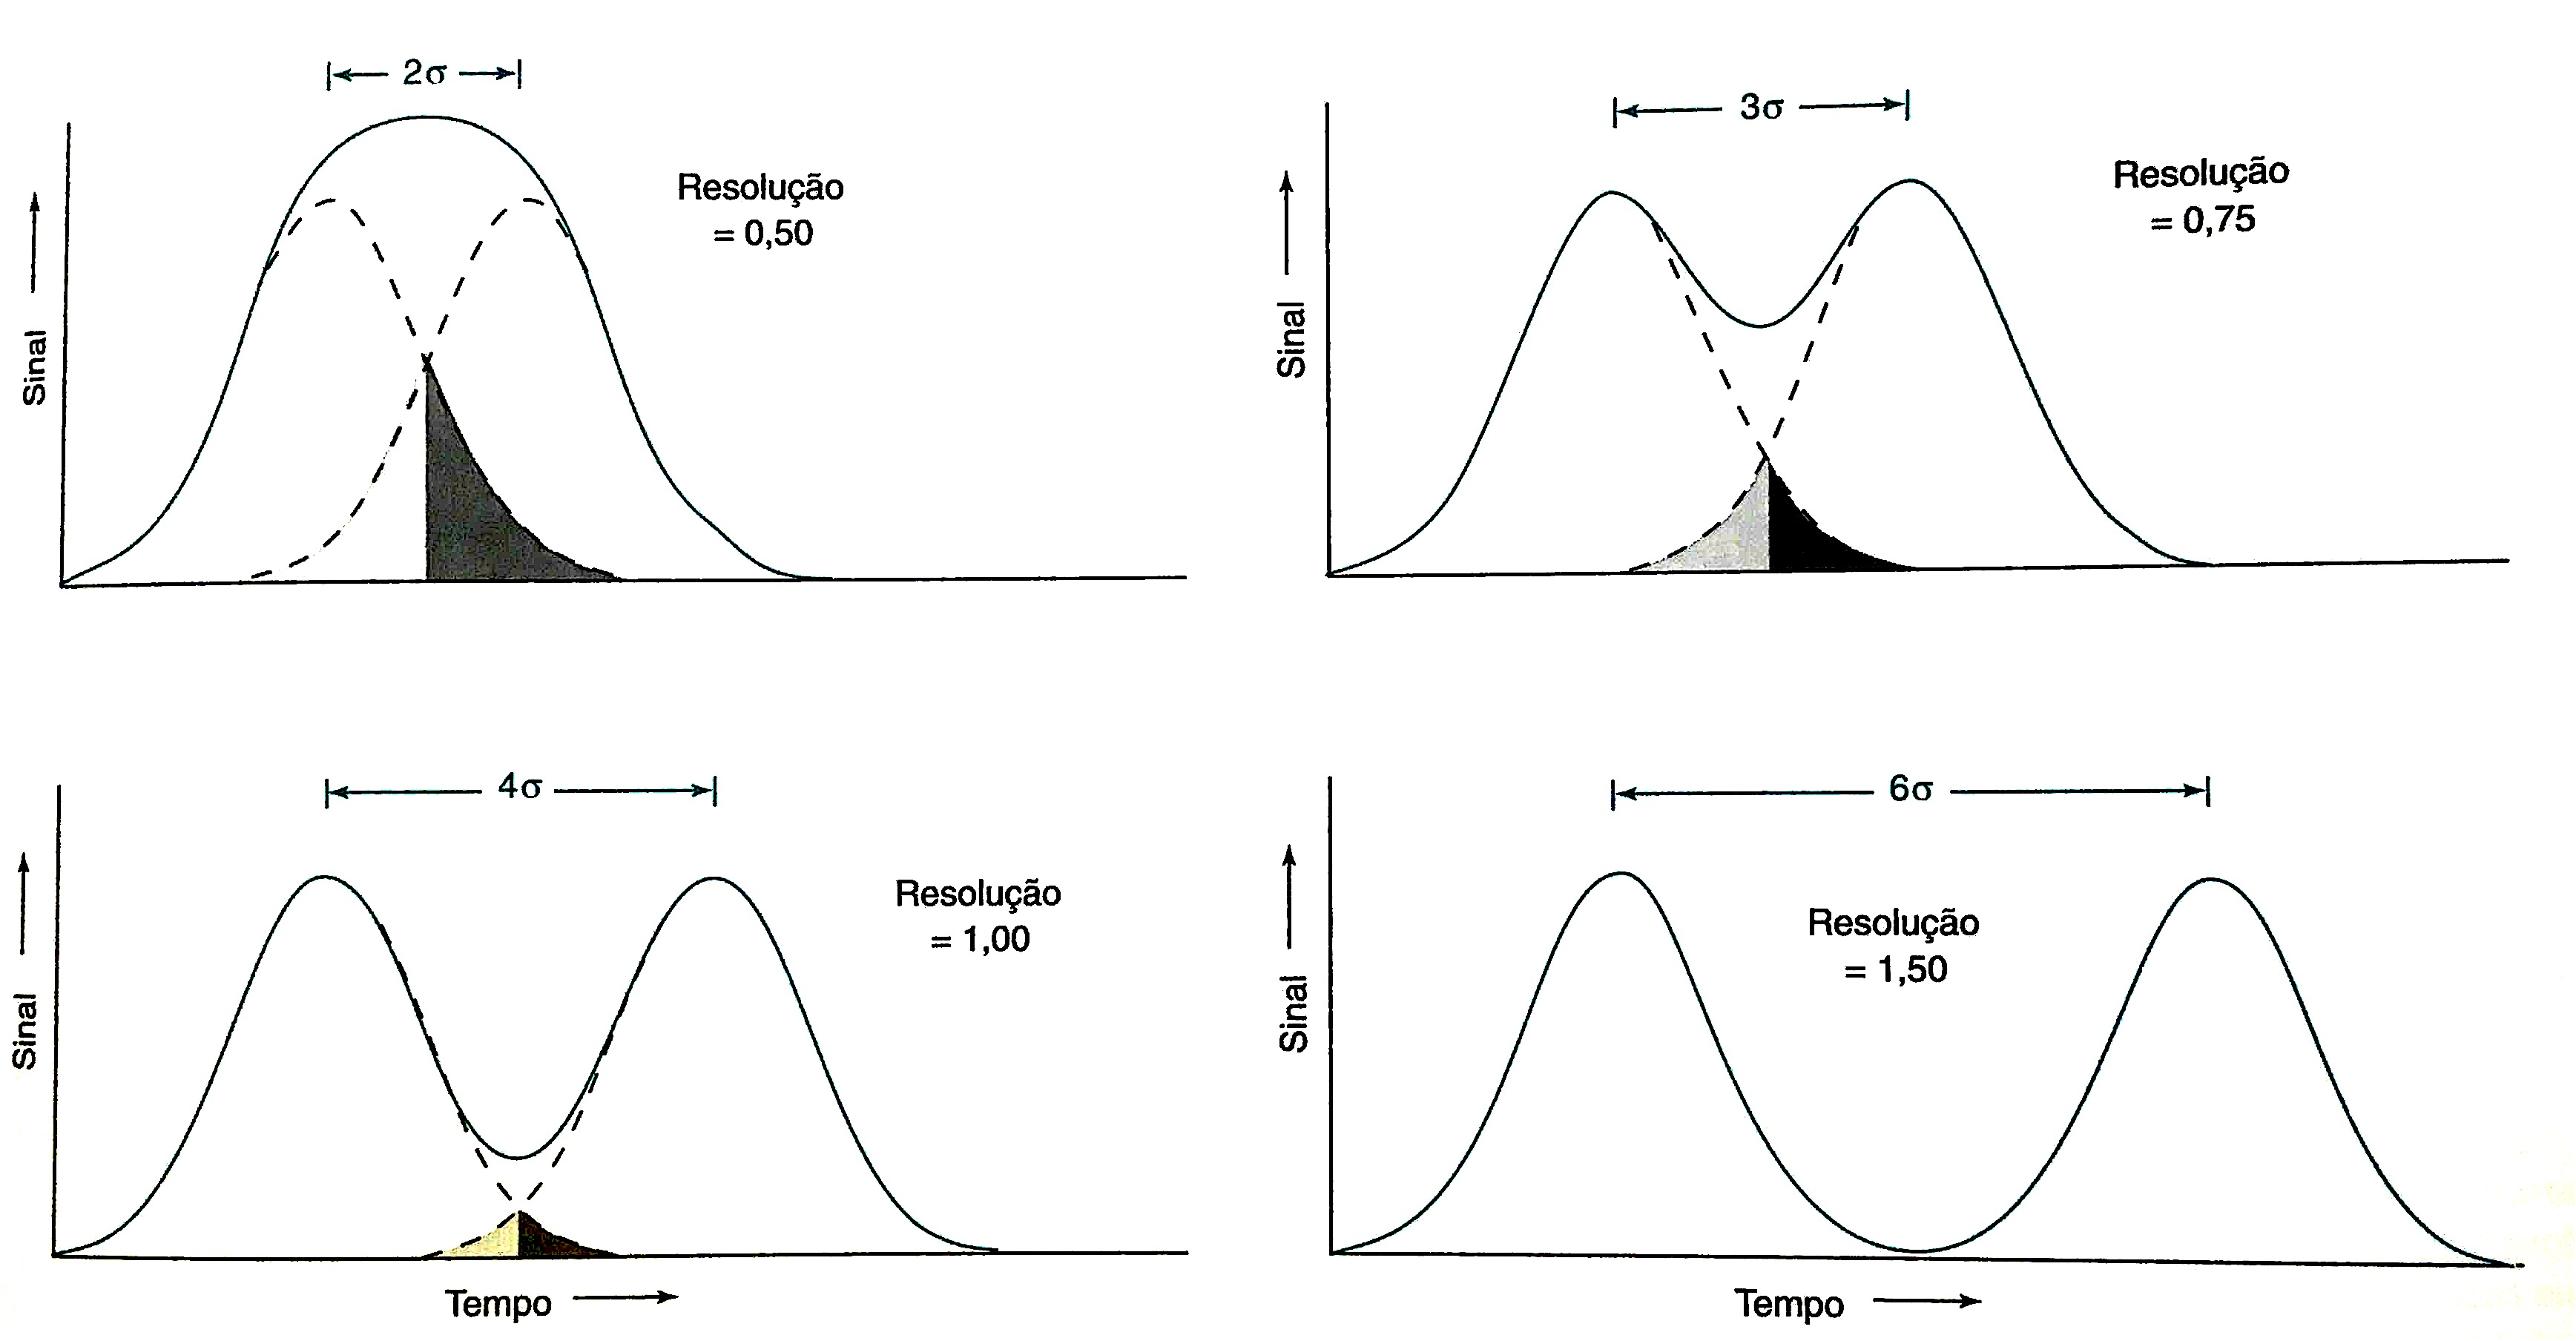 2σ
Resolução
= 0,50
Sinal
3σ
Resolução
= 0,75
Sinal
4σ
Resolução
= 1,00
Sinal
Tempo
6σ
Resolução
= 1,50
Sinal
Tempo